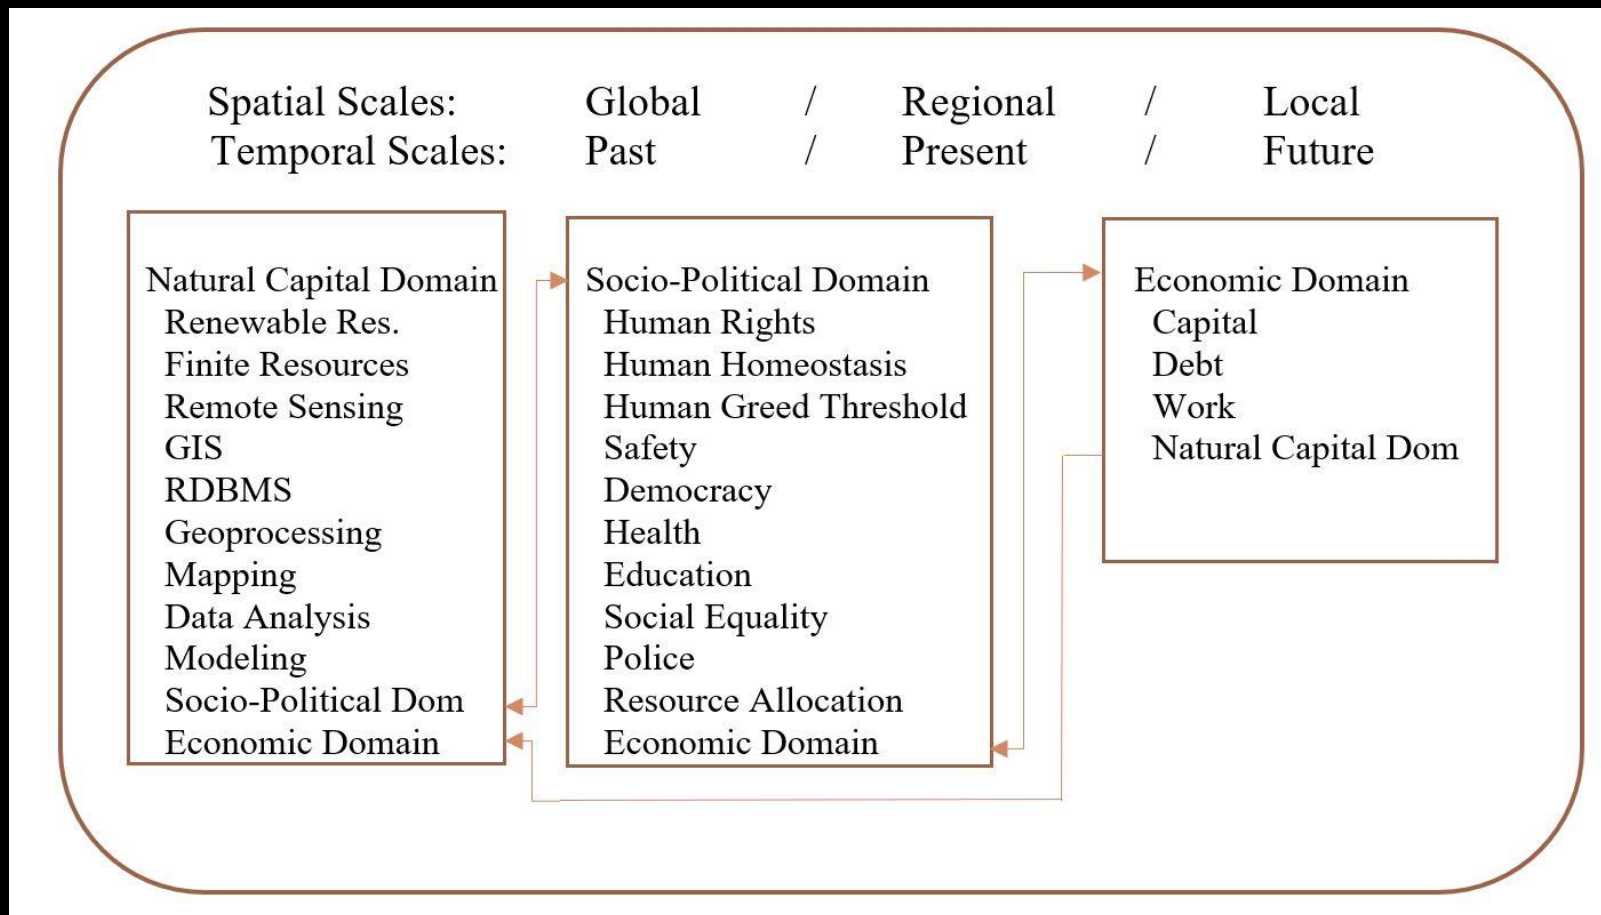 Spatial Scales: Global / Regional / Local
Temporal Scales: Past / Present / Future
Natural Capital Domain
Renewable Res.
Finite Resources
Remote Sensing
GIS
RDBMS
Geoprocessing
Mapping
Data Analysis
Modeling
Socio-Political Dom
Economic Domain
Socio-Political Domain
Human Rights
Human Homeostasis
Human Greed Threshold
Safety
Democracy
Health
Education
Social Equality
Police
Resource Allocation
Economic Domain
Economic Domain
Capital
Debt
Work
Natural Capital Dom